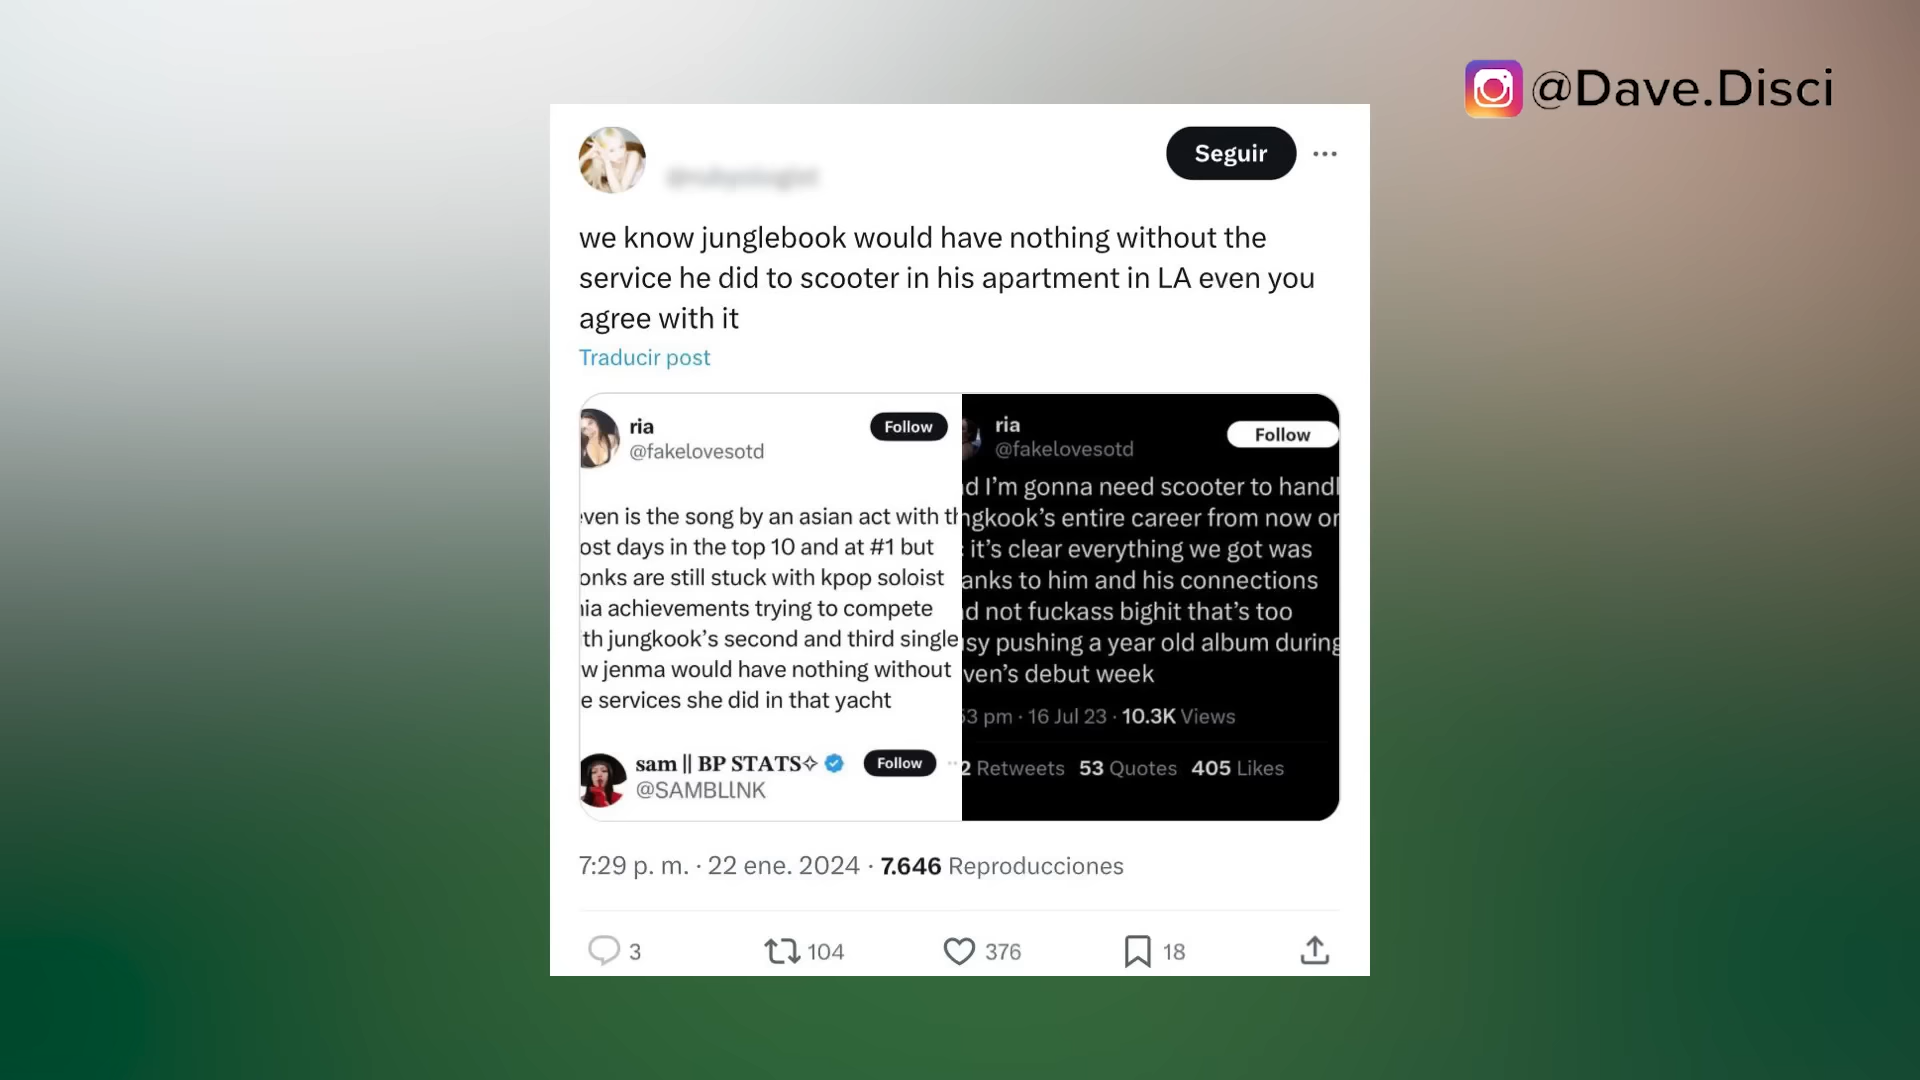 @Dave.Disci
Seguir
we know junglebook would have nothing without the
service he did to scooter in his apartment in LA even you
agree with it
Traducir post
ria
Follow
@fakelovesotd
ven is the song by an asian act with th
ost days in the top 10 and at #1 but
onks are still stuck with kpop soloist
ia achievements trying to compete
th jungkook’s second and third single
w jenma would have nothing without
e services she did in that yacht
sam || BP STATS✧
Follow
@SAMBLlNK
ria
Follow
@fakelovesotd
d I’m gonna need scooter to handl
ngkook’s entire career from now on
it’s clear everything we got was
anks to him and his connections
d not fuckass bighit that’s too
sy pushing a year old album during
ven’s debut week
53 pm · 16 Jul 23 · 10.3K Views
2 Retweets 53 Quotes 405 Likes
7:29 p. m. · 22 ene. 2024 · 7.646 Reproducciones
3 104 376 18